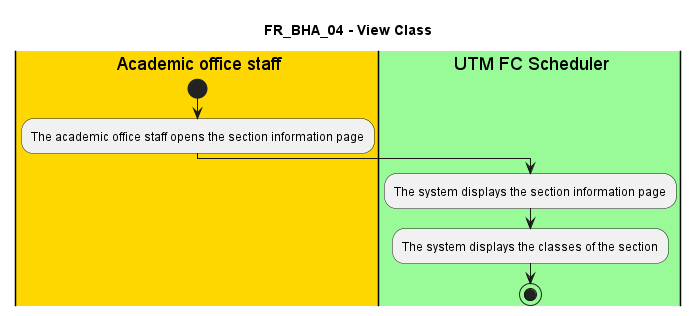 FR_BHA_04 - View Class
Academic office staff
UTM FC Scheduler
The academic office staff opens the section information page
The system displays the section information page
The system displays the classes of the section